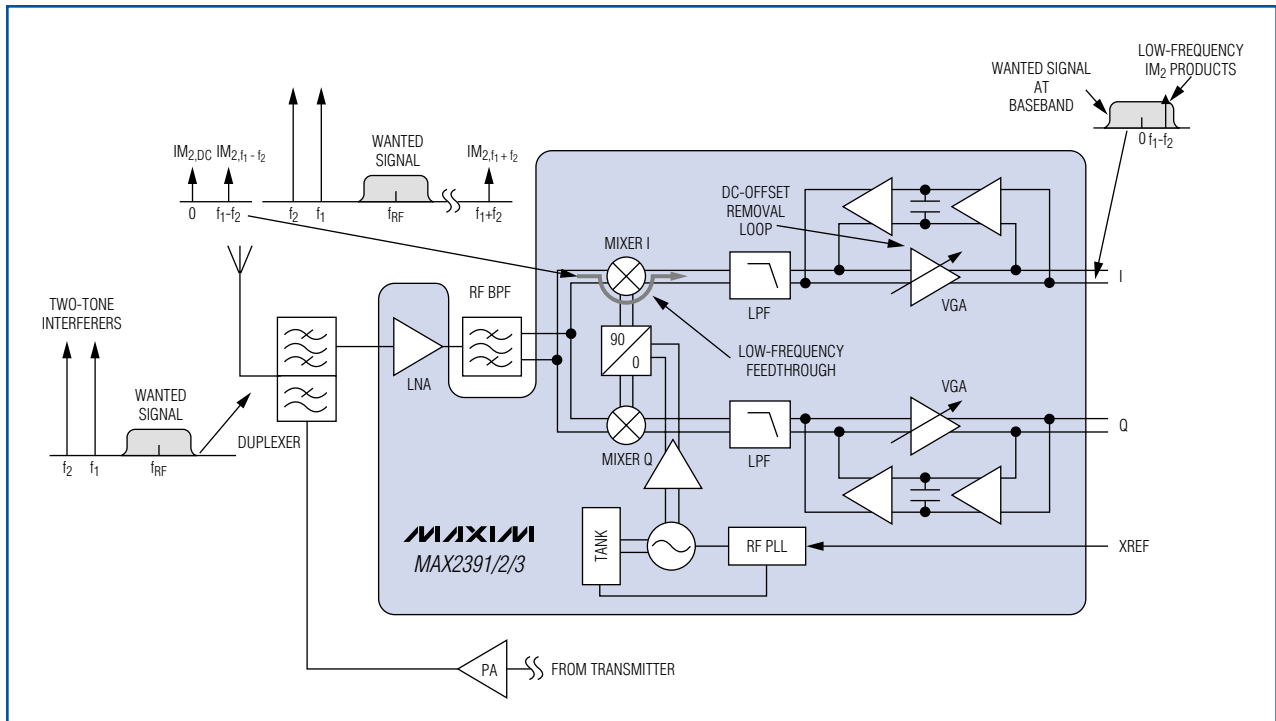 WANTED SIGNAL
AT
BASEBAND
LOW-FREQUENCY
IM2 PRODUCTS
0 f1-f2
IM2,DC IM2,f1 - f2
0 f1-f2
f2 f1
WANTED
SIGNAL
fRF
IM2,f1 + f2
f1+f2
DC-OFFSET
REMOVAL
LOOP
MIXER I
RF BPF
LPF
VGA
I
TWO-TONE
INTERFERERS
WANTED
SIGNAL
f2 f1
fRF
DUPLEXER
LNA
90
0
LOW-FREQUENCY
FEEDTHROUGH
MIXER Q
LPF
VGA
Q
MAXIM
MAX2391/2/3
TANK
RF PLL
XREF
PA
FROM TRANSMITTER